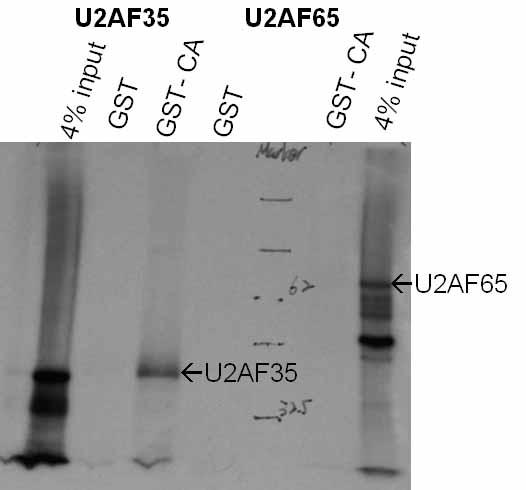 U2AF35 U2AF65
4% input GST GST- CA GST GST- CA 4% input
Marker
62
←U2AF65
←U2AF35
32.5